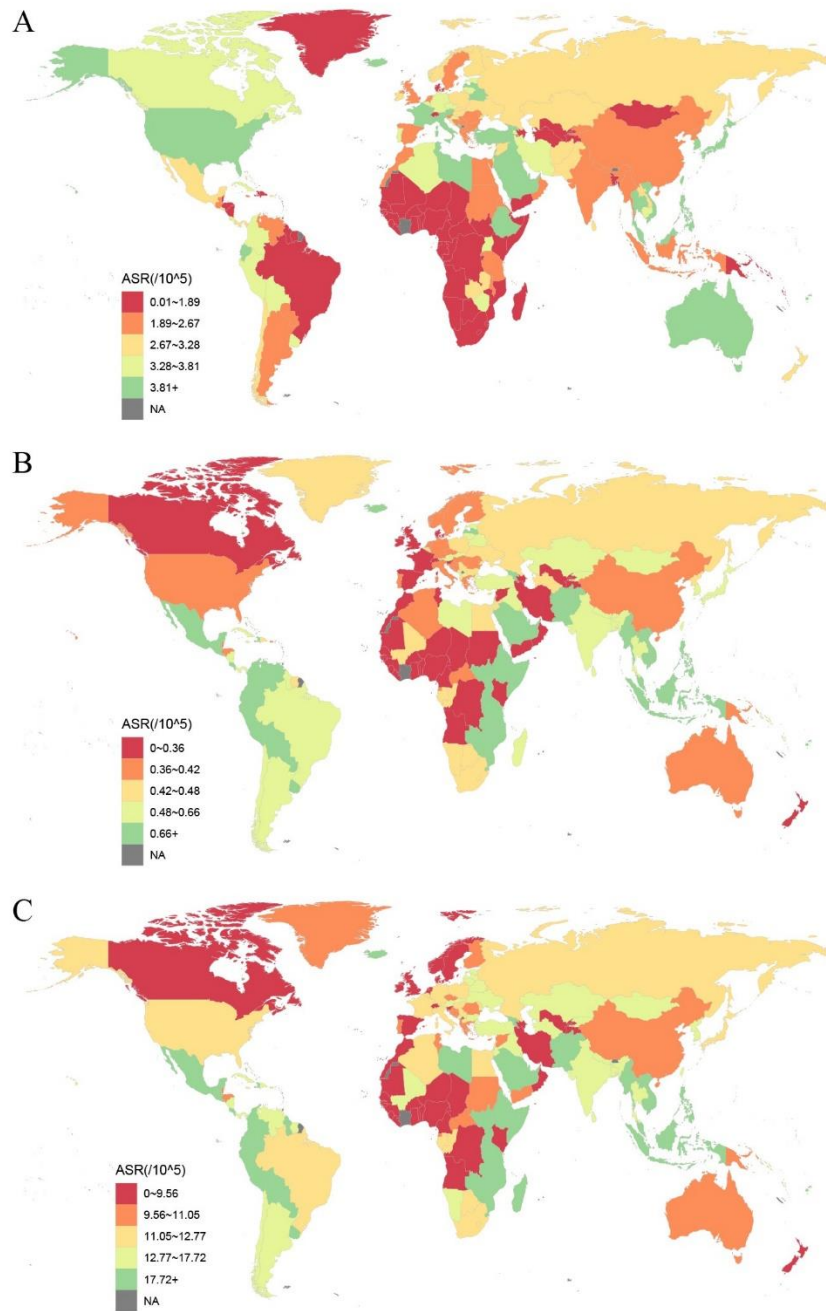 A
ASR(/10^5)
0.01~1.89
1.89~2.67
2.67~3.28
3.28~3.81
3.81+
NA
B
ASR(/10^5)
0~0.36
0.36~0.42
0.42~0.48
0.48~0.66
0.66+
NA
C
ASR(/10^5)
0~9.56
9.56~11.05
11.05~12.77
12.77~17.72
17.72+
NA